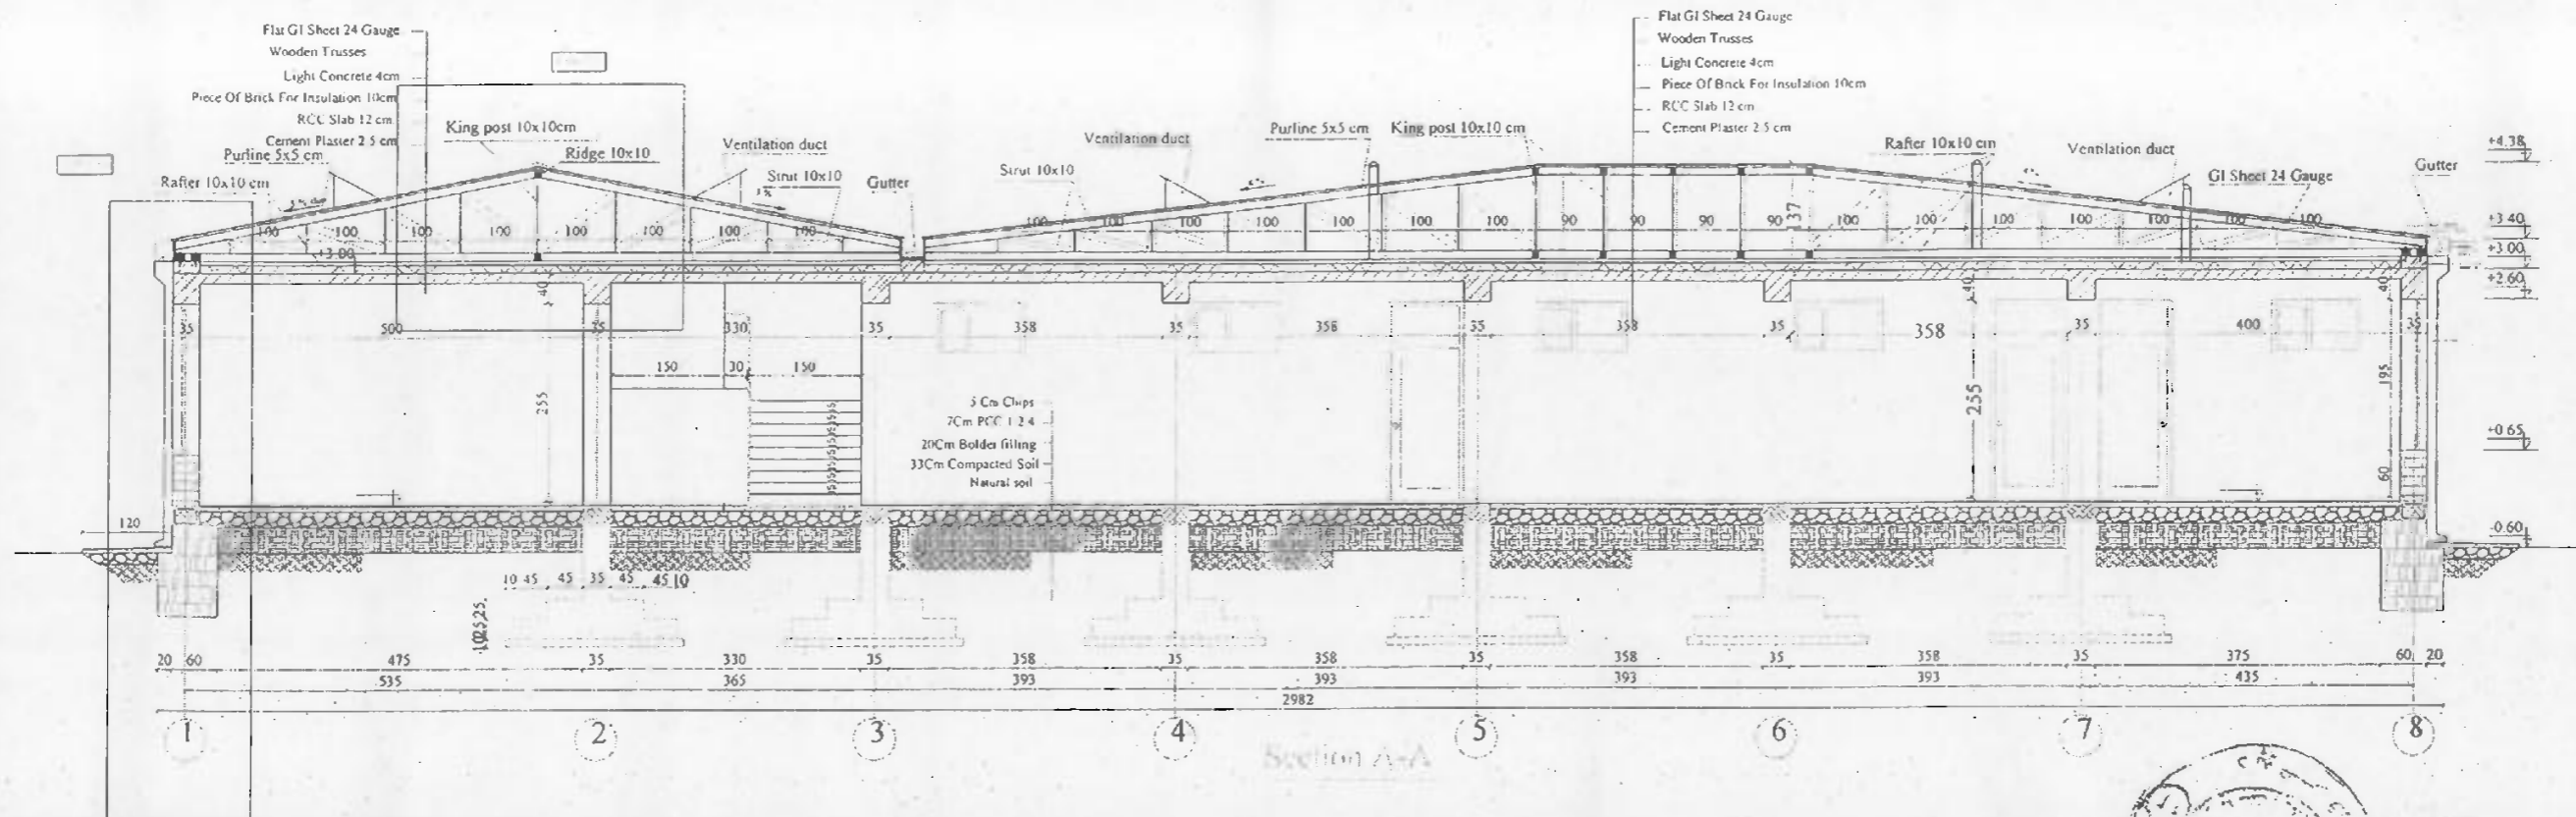 Flat GI Sheet 24 Gauge
Wooden Trusses
Light Concrete 4cm
Piece Of Brick For Insulation 10cm
RCC Slab 12 cm
Cement Plaster 2.5 cm
Purline 5x5 cm
Rafter 10x10 cm
King post 10x10cm
Ridge 10x10
Ventilation duct
Strut 10x10
Gutter
Strut 10x10
Ventilation duct
Purline 5x5 cm
King post 10x10 cm
Flat GI Sheet 24 Gauge
Wooden Trusses
Light Concrete 4cm
Piece Of Brick For Insulation 10cm
RCC Slab 12 cm
Cement Plaster 2.5 cm
Rafter 10x10 cm
Ventilation duct
GI Sheet 24 Gauge
Gutter
+4.38
+3.40
+3.00
+2.60
+0.65
-0.60
100 100 100 100 100 100 100 100
100 100 100 100 100 100 100 90 90 90 90 100 100 100 100 100 100 100
137
+3.00
40
40
40
35 500 35 330 35 358 35 358 35 358 35 358 35 400 35
150 30 150
255
255
195
60
5 Cm Chips
7Cm PCC 1 2 4
20Cm Bolder filling
33Cm Compacted Soil
Natural soil
120
10 45 45 35 45 45 10
10 25 25
20 60 475 35 330 35 358 35 358 35 358 35 358 35 375 60 20
535 365 393 393 393 393 435
2982
1 2 3 4 5 6 7 8
Section A-A